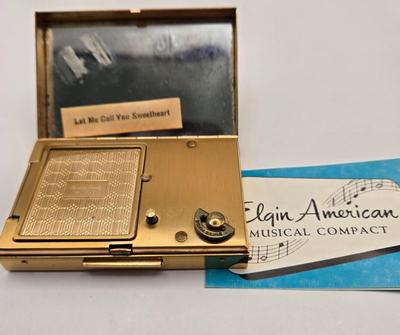 Let Me Call You Sweetheart
Elgin American
MUSICAL COMPACT